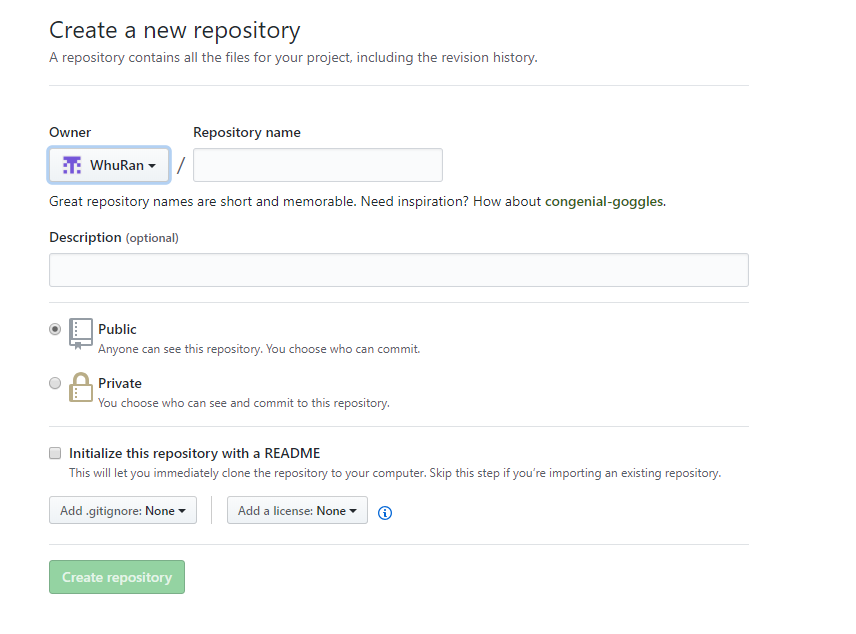 Create a new repository
A repository contains all the files for your project, including the revision history.
Owner
Repository name
WhuRan
/
Great repository names are short and memorable. Need inspiration? How about congenial-goggles.
Description (optional)
Public
Anyone can see this repository. You choose who can commit.
Private
You choose who can see and commit to this repository.
Initialize this repository with a README
This will let you immediately clone the repository to your computer. Skip this step if you’re importing an existing repository.
Add .gitignore: None
Add a license: None
Create repository